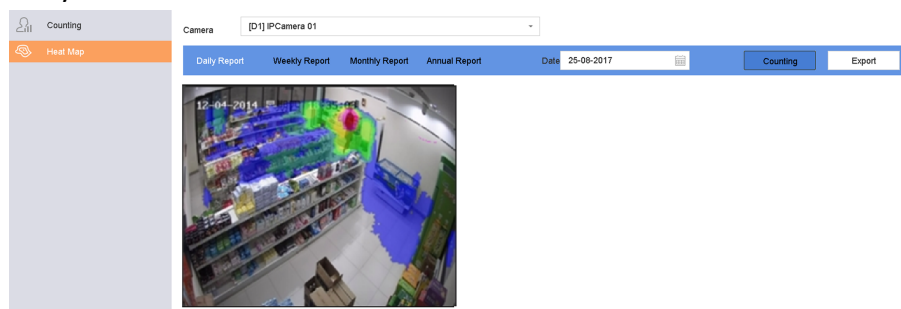 Counting
Camera [D1] IPCamera 01
Heat Map
Daily Report Weekly Report Monthly Report Annual Report Date 25-08-2017 Counting Export
12-04-2014